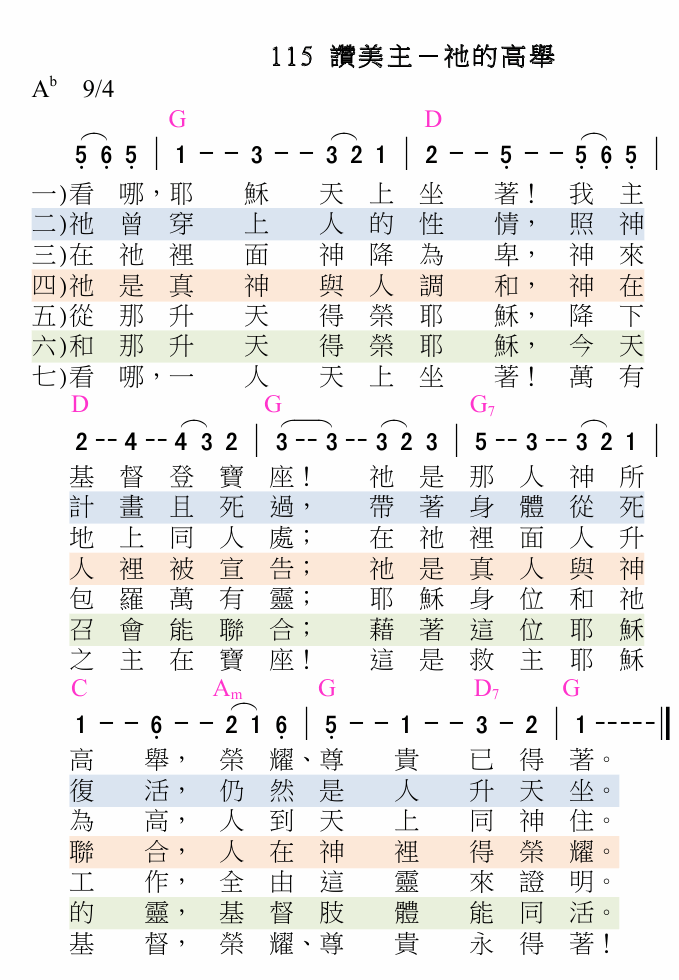 115 讚美主－祂的高舉
A♭ 9/4
G D
5 6 5 | 1 - - 3 - - 3 2 1 | 2 - - 5 - - 5 6 5 |
一)看 哪，耶 穌 天 上 坐 著！ 我 主
二)祂 曾 穿 上 人 的 性 情， 照 神
三)在 祂 裡 面 神 降 為 卑， 神 來
四)祂 是 真 神 與 人 調 和， 神 在
五)從 那 升 天 得 榮 耶 穌， 降 下
六)和 那 升 天 得 榮 耶 穌， 今 天
七)看 哪，一 人 天 上 坐 著！ 萬 有
D G G7
2 -- 4 -- 4 3 2 | 3 -- 3 -- 3 2 3 | 5 -- 3 -- 3 2 1 |
基 督 登 寶 座！ 祂 是 那 人 神 所
計 畫 且 死 過， 帶 著 身 體 從 死
地 上 同 人 處； 在 祂 裡 面 人 升
人 裡 被 宣 告； 祂 是 真 人 與 神
包 羅 萬 有 靈； 耶 穌 身 位 和 祂
召 會 能 聯 合； 藉 著 這 位 耶 穌
之 主 在 寶 座！ 這 是 救 主 耶 穌
C Am G D7 G
1 - - 6 - - 2 1 6 | 5 - - 1 - - 3 - 2 | 1 ----- ‖
高 舉， 榮 耀、尊 貴 已 得 著。
復 活， 仍 然 是 人 升 天 坐。
為 高， 人 到 天 上 同 神 住。
聯 合， 人 在 神 裡 得 榮 耀。
工 作， 全 由 這 靈 來 證 明。
的 靈， 基 督 肢 體 能 同 活。
基 督， 榮 耀、尊 貴 永 得 著！